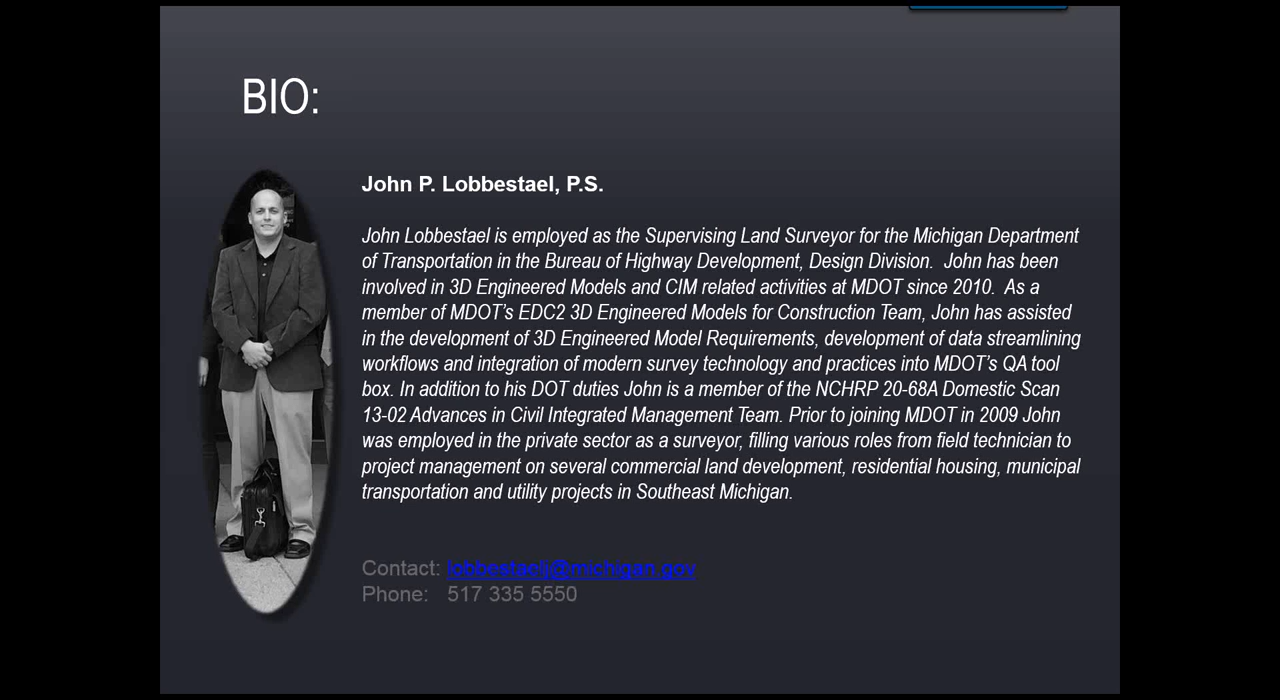 BIO:
John P. Lobbestael, P.S.
John Lobbestael is employed as the Supervising Land Surveyor for the Michigan Department
of Transportation in the Bureau of Highway Development, Design Division.  John has been
involved in 3D Engineered Models and CIM related activities at MDOT since 2010.  As a
member of MDOT’s EDC2 3D Engineered Models for Construction Team, John has assisted
in the development of 3D Engineered Model Requirements, development of data streamlining
workflows and integration of modern survey technology and practices into MDOT’s QA tool
box. In addition to his DOT duties John is a member of the NCHRP 20-68A Domestic Scan
13-02 Advances in Civil Integrated Management Team. Prior to joining MDOT in 2009 John
was employed in the private sector as a surveyor, filling various roles from field technician to
project management on several commercial land development, residential housing, municipal
transportation and utility projects in Southeast Michigan.
Contact: lobbestaelj@michigan.gov
Phone: 517 335 5550